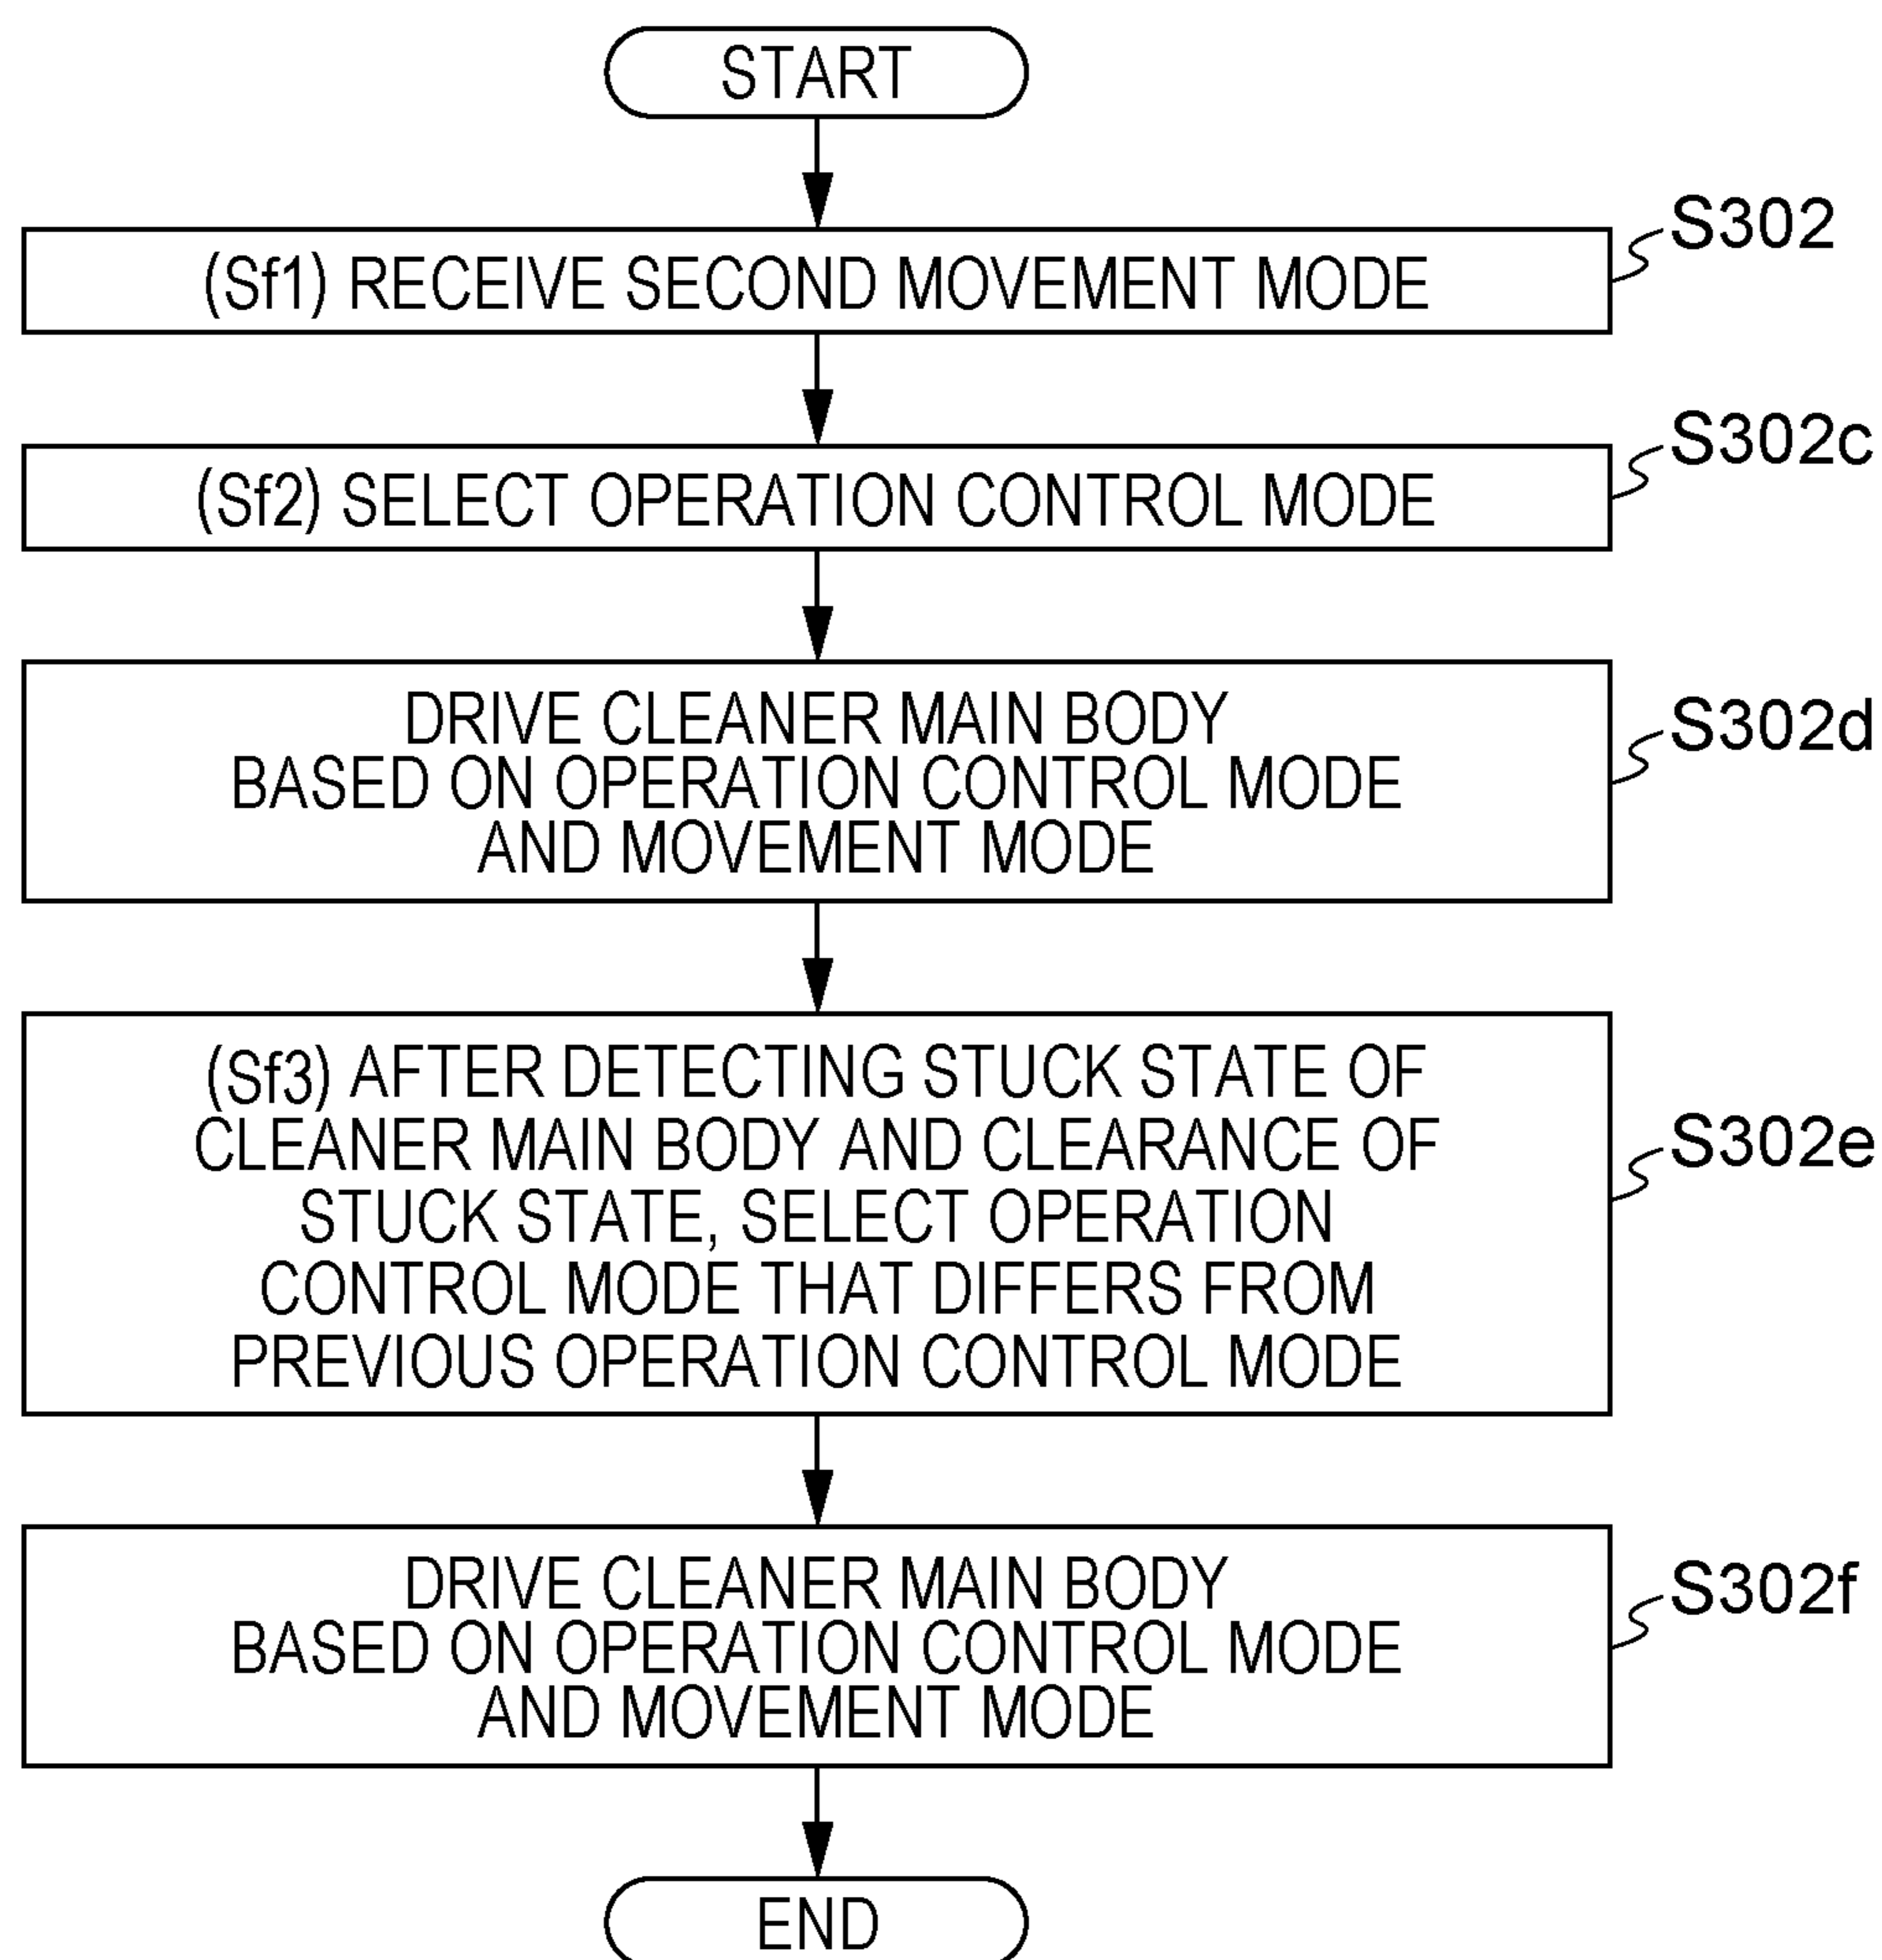 START
(Sf1) RECEIVE SECOND MOVEMENT MODE
S302
(Sf2) SELECT OPERATION CONTROL MODE
S302c
DRIVE CLEANER MAIN BODY
BASED ON OPERATION CONTROL MODE
AND MOVEMENT MODE
S302d
(Sf3) AFTER DETECTING STUCK STATE OF
CLEANER MAIN BODY AND CLEARANCE OF
STUCK STATE, SELECT OPERATION
CONTROL MODE THAT DIFFERS FROM
PREVIOUS OPERATION CONTROL MODE
S302e
DRIVE CLEANER MAIN BODY
BASED ON OPERATION CONTROL MODE
AND MOVEMENT MODE
S302f
END